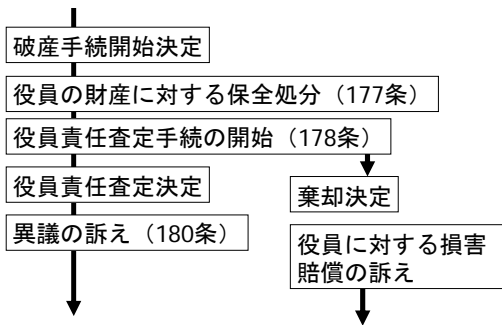 破産手続開始決定
役員の財産に対する保全処分（177条）
役員責任査定手続の開始（178条）
役員責任査定決定
異議の訴え（180条）
棄却決定
役員に対する損害
賠償の訴え